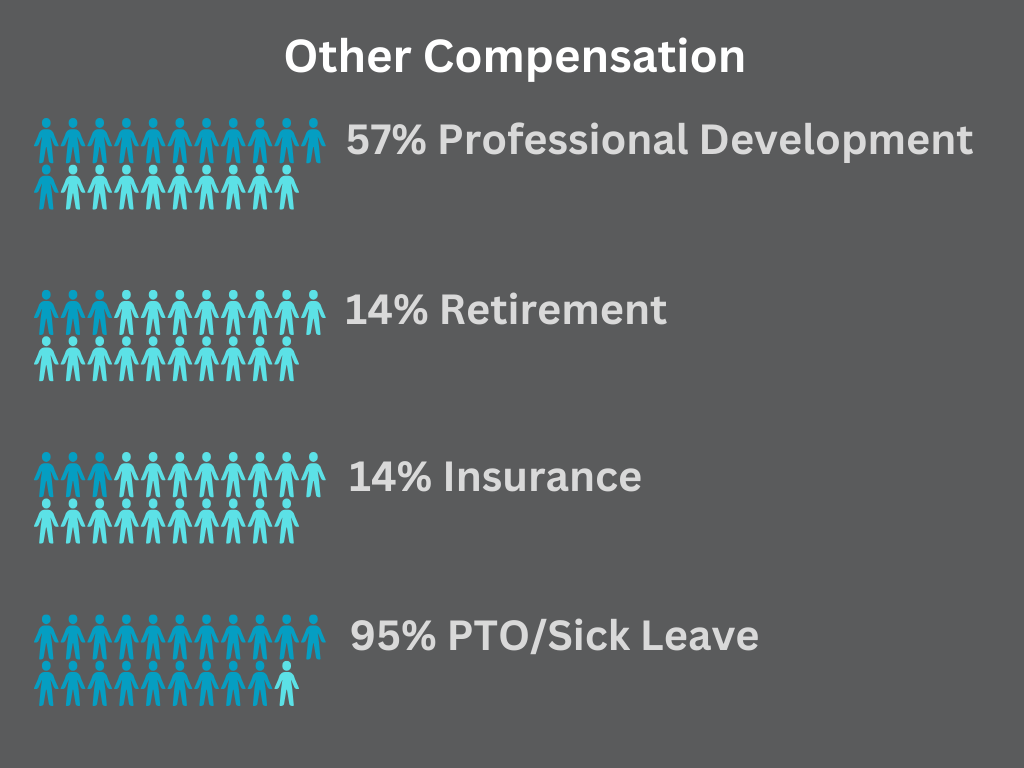 Other Compensation
57% Professional Development
14% Retirement
14% Insurance
95% PTO/Sick Leave